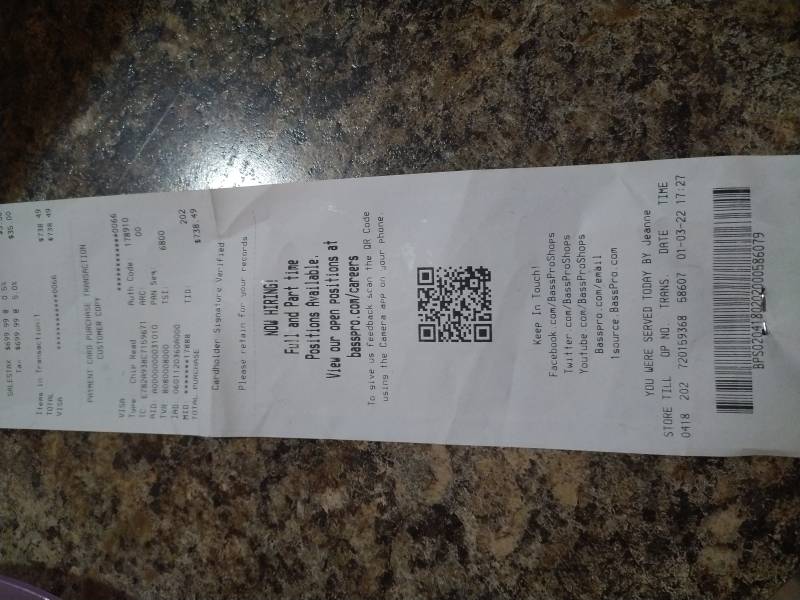 $35.00
SALESTAX $699.99 @ 0.5%
Tax $699.99 @ 5.0%
Items in Transaction:1
TOTAL $738.49
VISA $738.49
************0066
PAYMENT CARD PURCHASE TRANSACTION
CUSTOMER COPY
VISA ************0066
Type: Chip Read Auth Code: 178910
ARC: 00
AID: A0000000031010 PAN Seq:
TVR: 8080008000 TSI: 6800
MID: *******17888 TID: 202
TOTAL PURCHASE $738.49
Cardholder Signature Verified
Please retain for your records
NOW HIRING!
Full and Part time
Positions Available.
View our open positions at
basspro.com/careers
To give us feedback scan the QR Code
using the Camera app on your phone.
Keep In Touch!
Facebook.com/BassProShops
Twitter.com/BassProShops
Youtube.com/BassProShops
Basspro.com/email
1source.BassPro.com
YOU WERE SERVED TODAY BY Jeanne
STORE TILL OP NO. TRANS. DATE TIME
0418 202 720159368 58607 01-03-22 17:27